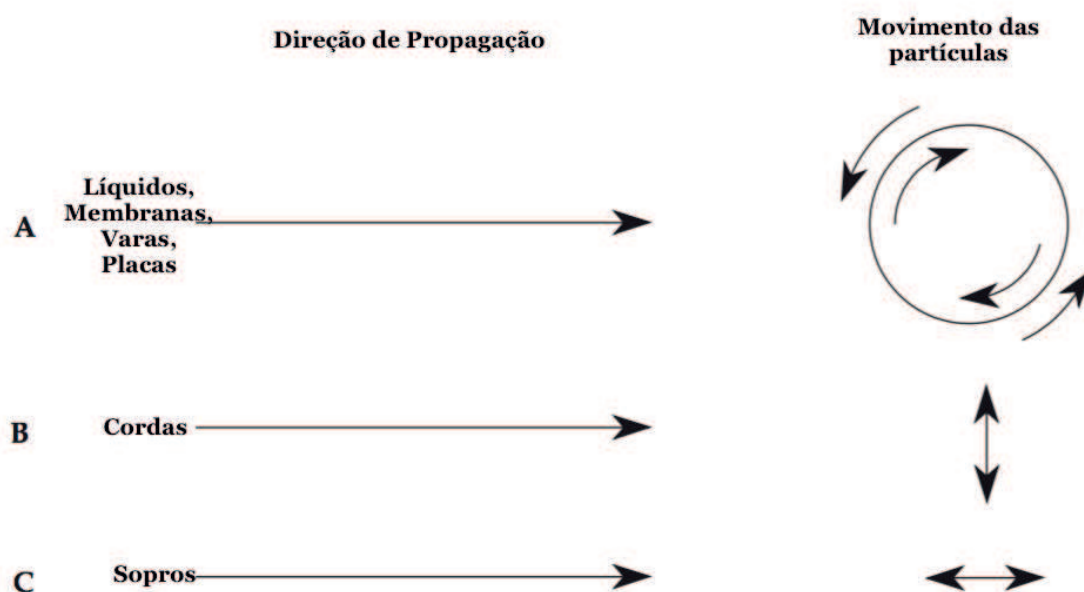 Direção de Propagação
Movimento das
partículas
A
Líquidos,
Membranas,
Varas,
Placas
B
Cordas
C
Sopros